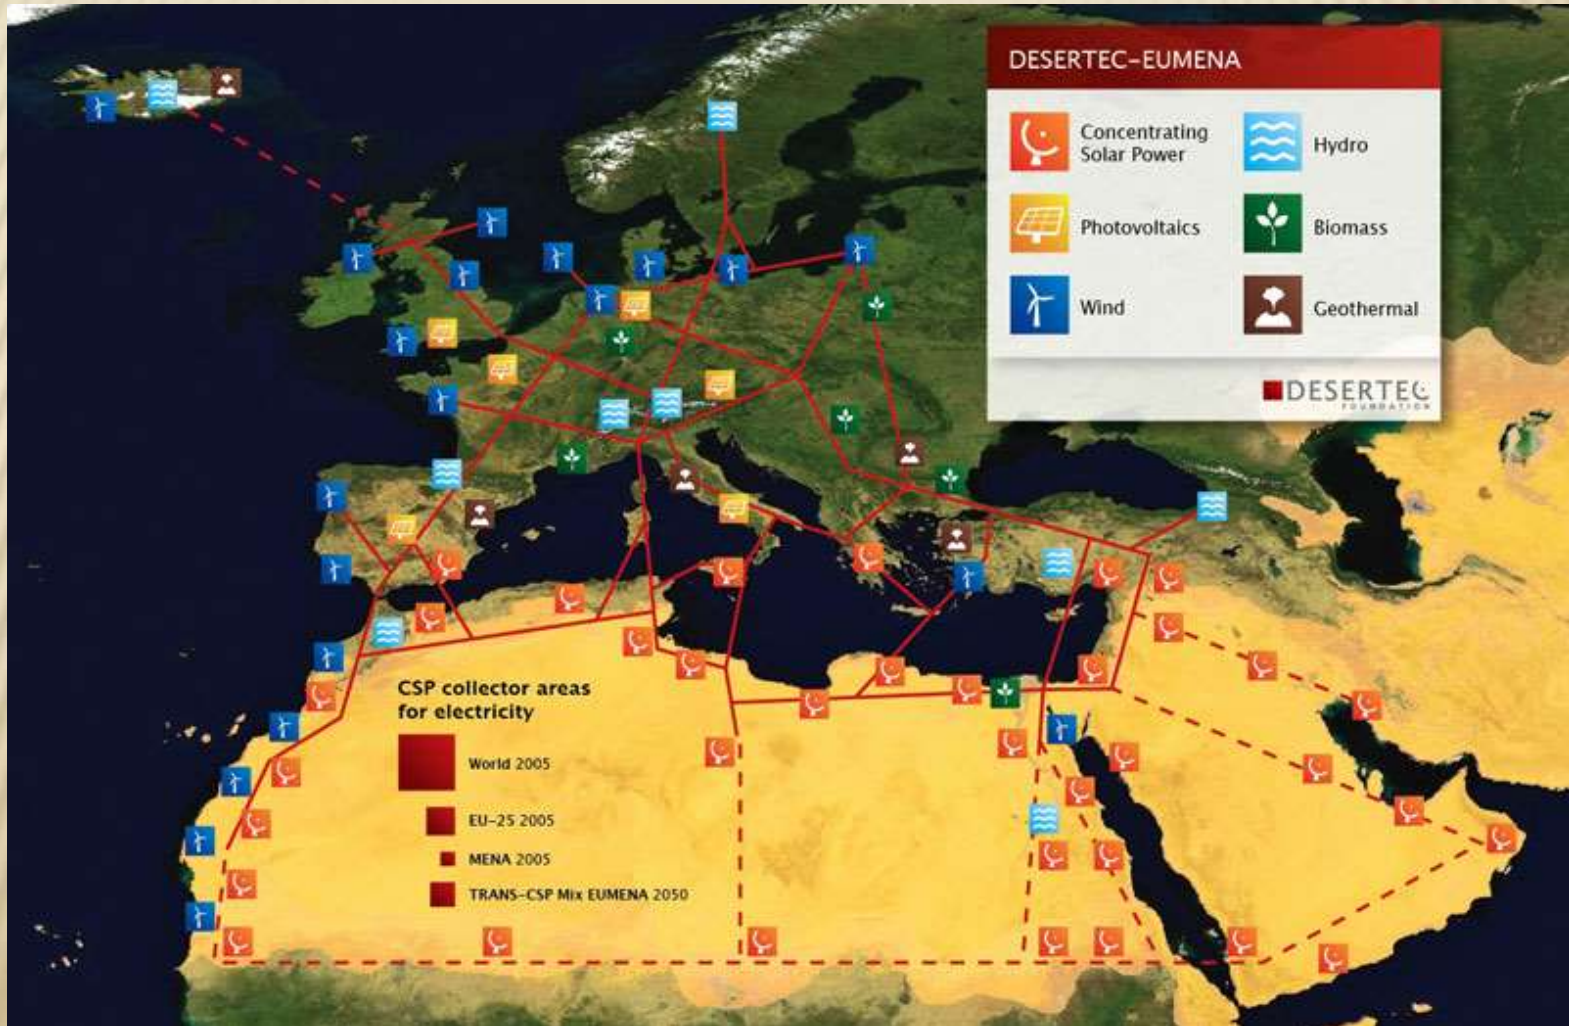 DESERTEC–EUMENA
Concentrating
Solar Power
Hydro
Photovoltaics
Biomass
Wind
Geothermal
DESERTEC
FOUNDATION
CSP collector areas
for electricity
World 2005
EU–25 2005
MENA 2005
TRANS–CSP Mix EUMENA 2050